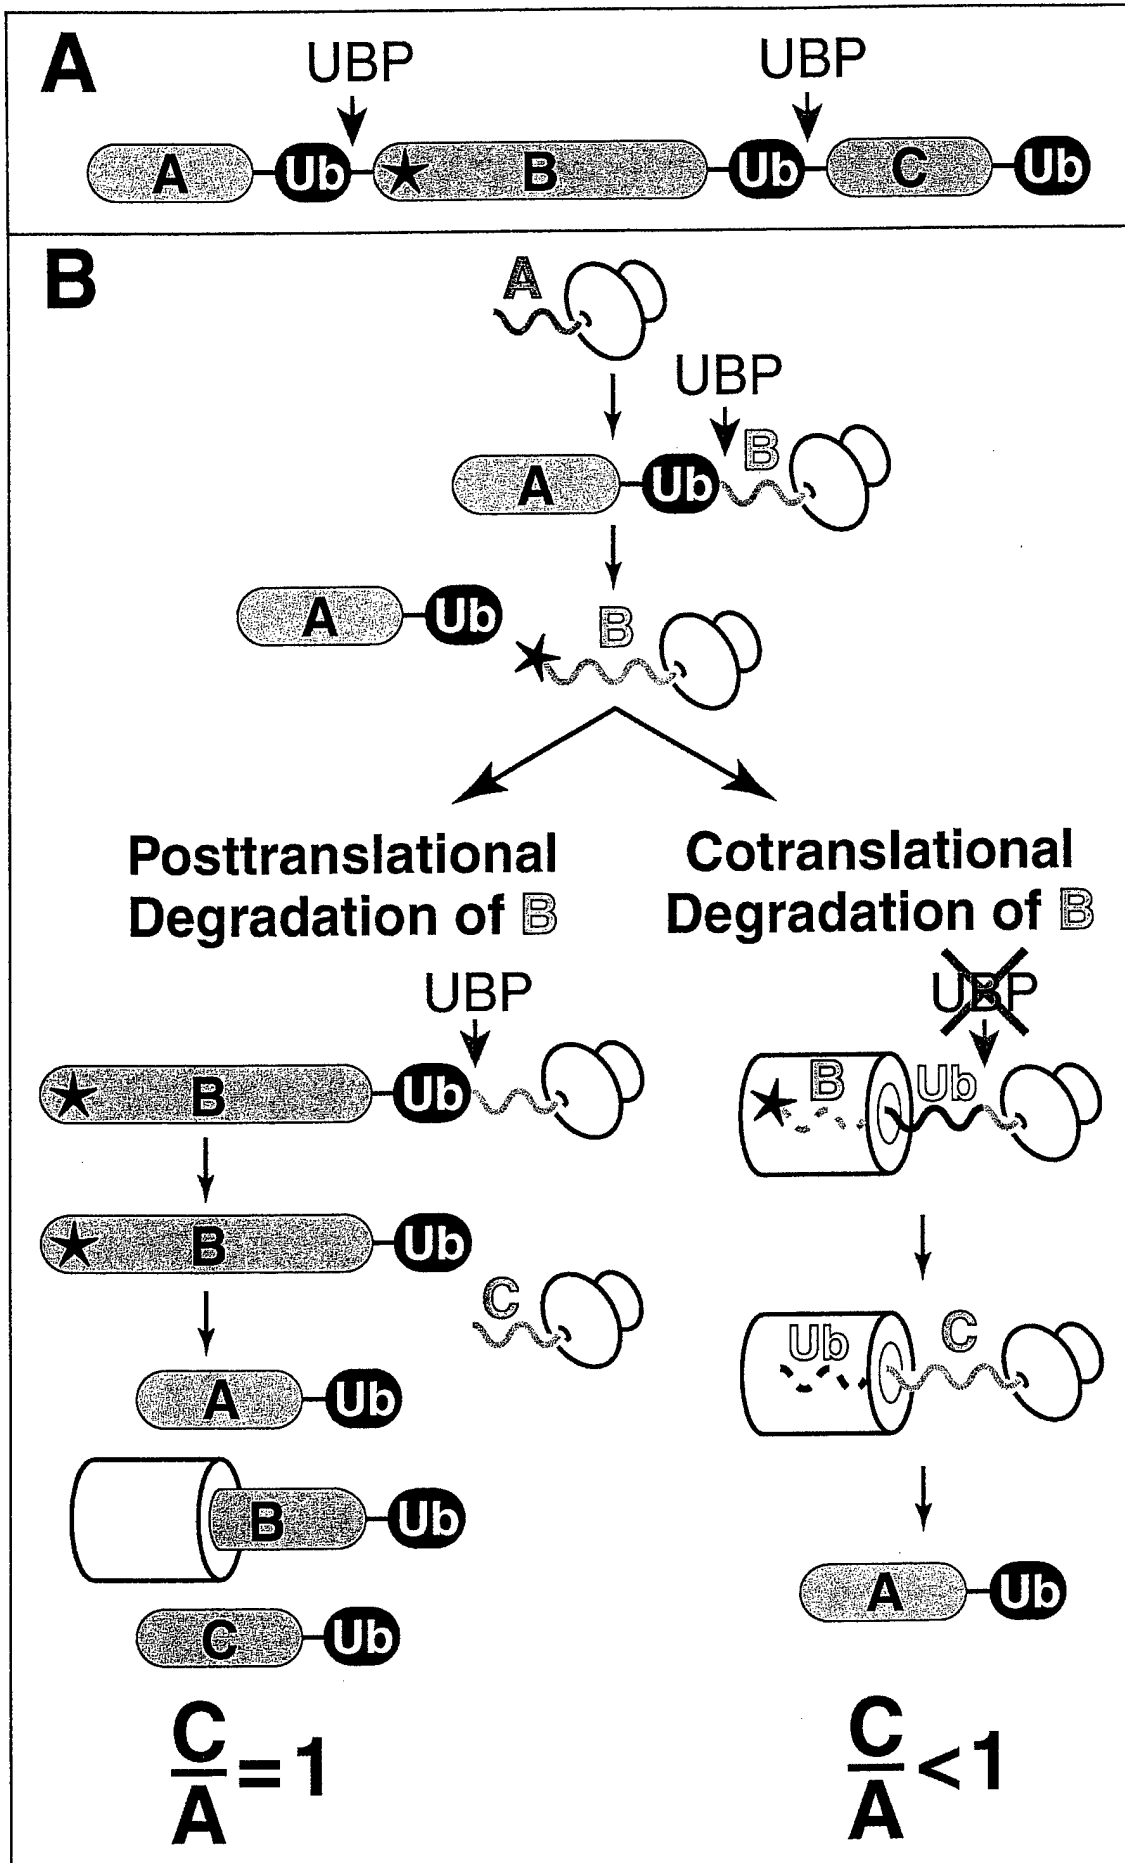 A
UBP UBP
A Ub B Ub C Ub
B
A
UBP
A Ub B
A Ub B
Posttranslational
Degradation of B
Cotranslational
Degradation of B
UBP
B Ub
B Ub
C
A Ub
B Ub
C Ub
C
A = 1
UBP
B Ub
Ub C
A Ub
C
A < 1